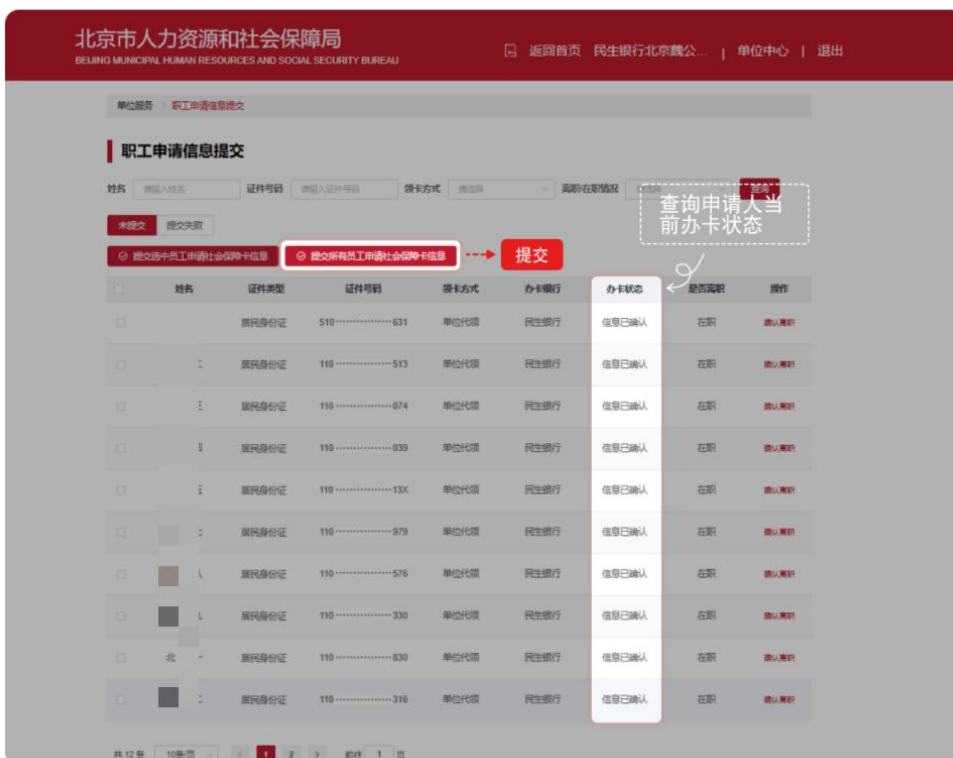 北京市人力资源和社会保障局
BEIJING MUNICIPAL HUMAN RESOURCES AND SOCIAL SECURITY BUREAU
返回首页 民生银行北京魏公... | 单位中心 | 退出
单位服务 > 职工申请信息提交
职工申请信息提交
姓名 请输入姓名 证件号码 请输入证件号码 领卡方式 请选择 离职/在职情况 请选择 查询
查询申请人当
前办卡状态
未提交 提交失败
提交选中员工申请社会保障卡信息 提交所有员工申请社会保障卡信息 提交
姓名 证件类型 证件号码 领卡方式 办卡银行 办卡状态 是否离职 操作
居民身份证 510················631 单位代领 民生银行 信息已确认 在职 确认离职
居民身份证 110················513 单位代领 民生银行 信息已确认 在职 确认离职
居民身份证 110················074 单位代领 民生银行 信息已确认 在职 确认离职
居民身份证 110················039 单位代领 民生银行 信息已确认 在职 确认离职
居民身份证 110················13X 单位代领 民生银行 信息已确认 在职 确认离职
居民身份证 110················979 单位代领 民生银行 信息已确认 在职 确认离职
居民身份证 110················576 单位代领 民生银行 信息已确认 在职 确认离职
居民身份证 110················330 单位代领 民生银行 信息已确认 在职 确认离职
北 居民身份证 110················830 单位代领 民生银行 信息已确认 在职 确认离职
居民身份证 110················316 单位代领 民生银行 信息已确认 在职 确认离职
共 12 条 10条/页 < 1 2 > 前往 1 页